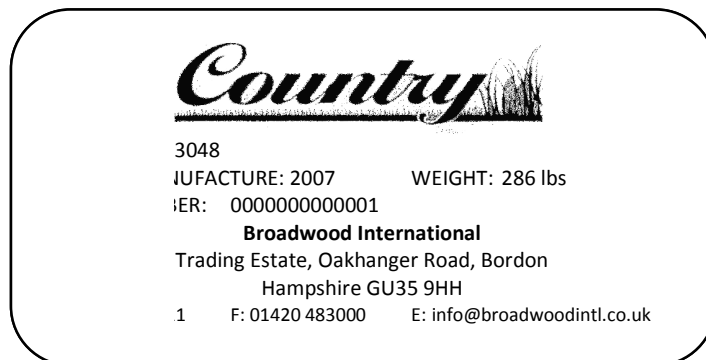 Country
3048
NUFACTURE: 2007 WEIGHT: 286 lbs
BER: 0000000000001
Broadwood International
Trading Estate, Oakhanger Road, Bordon
Hampshire GU35 9HH
1 F: 01420 483000 E: info@broadwoodintl.co.uk